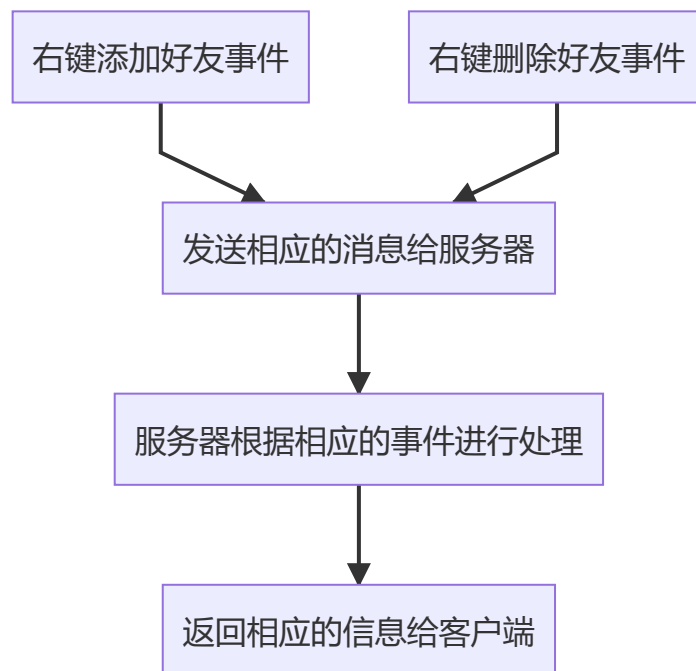 右键添加好友事件
右键删除好友事件
发送相应的消息给服务器
服务器根据相应的事件进行处理
返回相应的信息给客户端